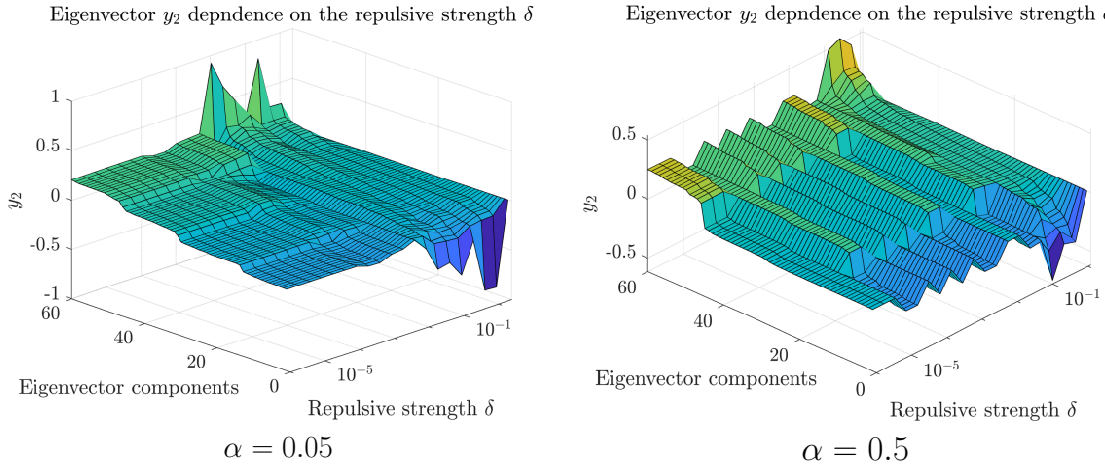 Eigenvector y₂ depndence on the repulsive strength δ
1
0.5
0
-0.5
-1
y₂
60
40
20
0
Eigenvector components
10⁻⁵
10⁻¹
Repulsive strength δ
α = 0.05
Eigenvector y₂ depndence on the repulsive strength
0.5
0
-0.5
y₂
60
40
20
0
Eigenvector components
10⁻⁵
10⁻¹
Repulsive strength δ
α = 0.5